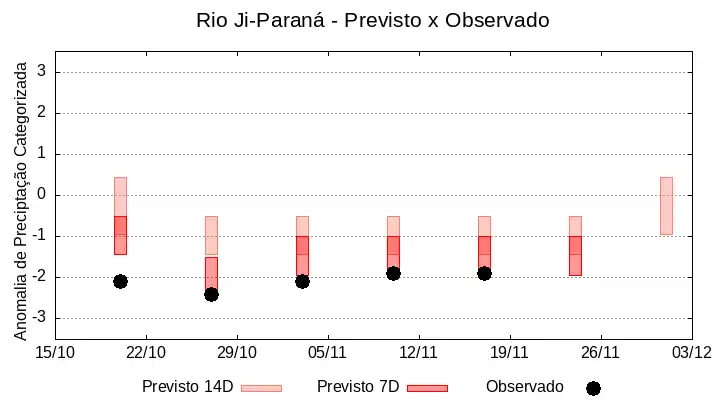 Rio Ji-Paraná - Previsto x Observado
Anomalia de Preciptação Categorizada
3
2
1
0
-1
-2
-3
15/10 22/10 29/10 05/11 12/11 19/11 26/11 03/12
Previsto 14D Previsto 7D Observado